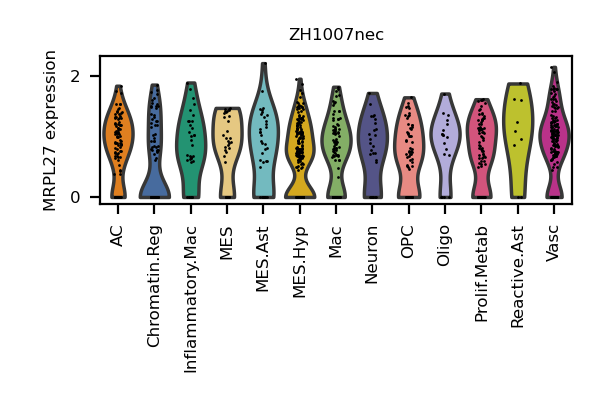 ZH1007nec
MRPL27 expression
2
0
AC
Chromatin.Reg
Inflammatory.Mac
MES
MES.Ast
MES.Hyp
Mac
Neuron
OPC
Oligo
Prolif.Metab
Reactive.Ast
Vasc